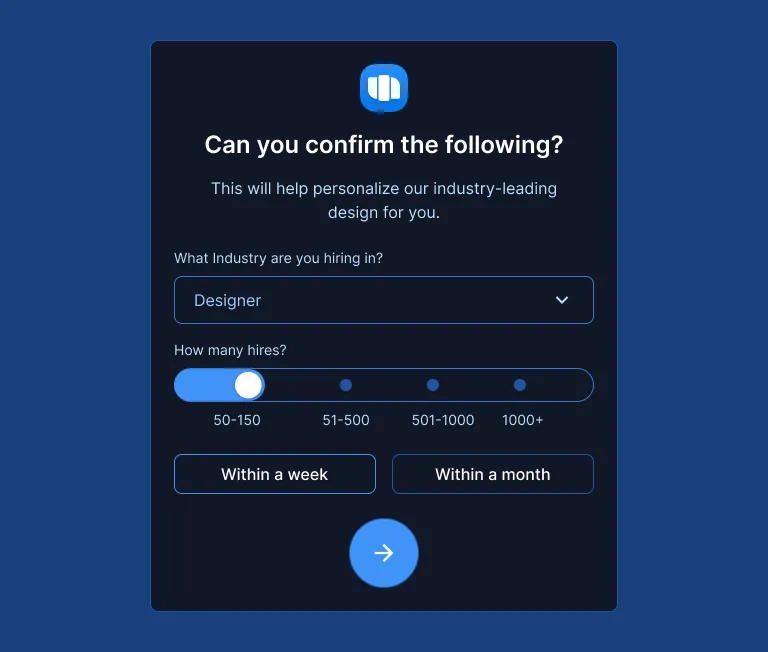 Can you confirm the following?
This will help personalize our industry-leading
design for you.
What Industry are you hiring in?
Designer
How many hires?
50-150 51-500 501-1000 1000+
Within a week Within a month